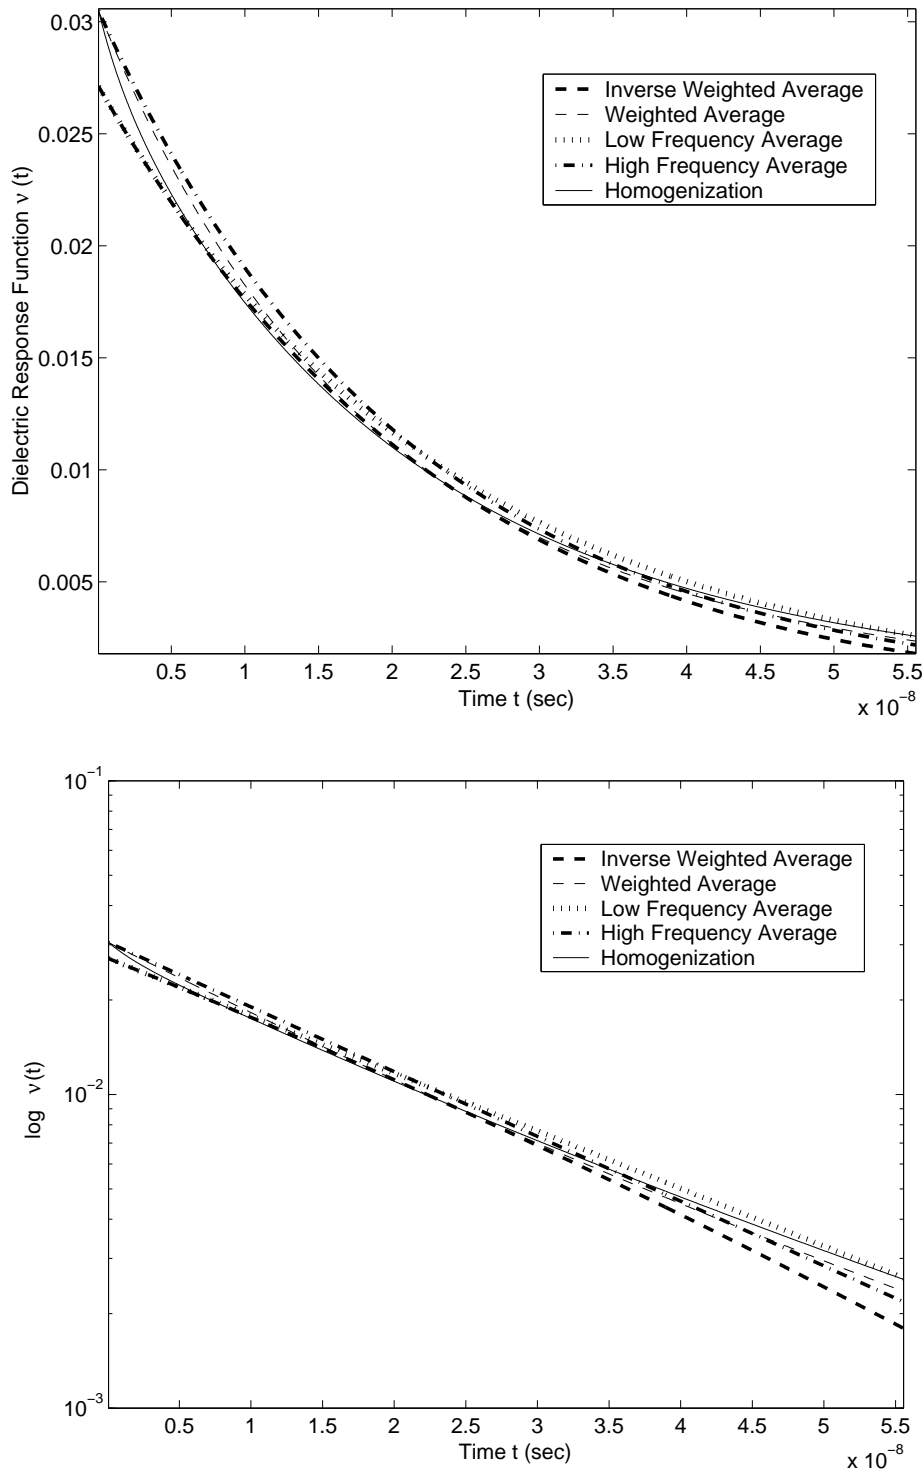 0.03
0.025
0.02
0.015
0.01
0.005
Dielectric Response Function ν (t)
Inverse Weighted Average
Weighted Average
Low Frequency Average
High Frequency Average
Homogenization
0.5 1 1.5 2 2.5 3 3.5 4 4.5 5 5.5
Time t (sec)
x 10⁻⁸
10⁻¹
10⁻²
10⁻³
log ν (t)
Inverse Weighted Average
Weighted Average
Low Frequency Average
High Frequency Average
Homogenization
0.5 1 1.5 2 2.5 3 3.5 4 4.5 5 5.5
Time t (sec)
x 10⁻⁸